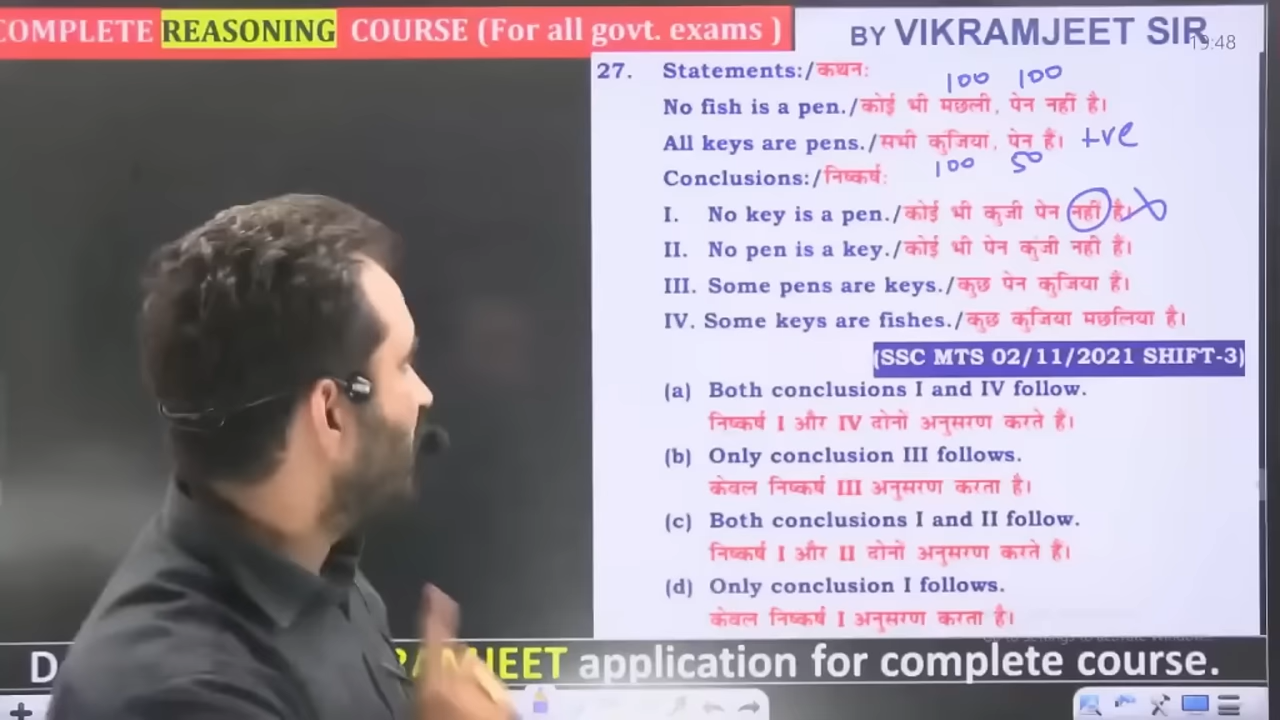 COMPLETE REASONING COURSE (For all govt. exams )
BY VIKRAMJEET SIR
19:48
27. Statements:/कथन:
100 100
No fish is a pen./कोई भी मछली, पेन नहीं है।
All keys are pens./सभी कुंजियां, पेन हैं। +ve
100 50
Conclusions:/निष्कर्ष:
I. No key is a pen./कोई भी कुंजी पेन नहीं है।
II. No pen is a key./कोई भी पेन कुंजी नहीं है।
III. Some pens are keys./कुछ पेन कुंजिया हैं।
IV. Some keys are fishes./कुछ कुंजिया मछलिया है।
(SSC MTS 02/11/2021 SHIFT-3)
(a) Both conclusions I and IV follow.
निष्कर्ष I और IV दोनों अनुसरण करते है।
(b) Only conclusion III follows.
केवल निष्कर्ष III अनुसरण करता है।
(c) Both conclusions I and II follow.
निष्कर्ष I और II दोनों अनुसरण करते हैं।
(d) Only conclusion I follows.
केवल निष्कर्ष I अनुसरण करता है।
application for complete course.